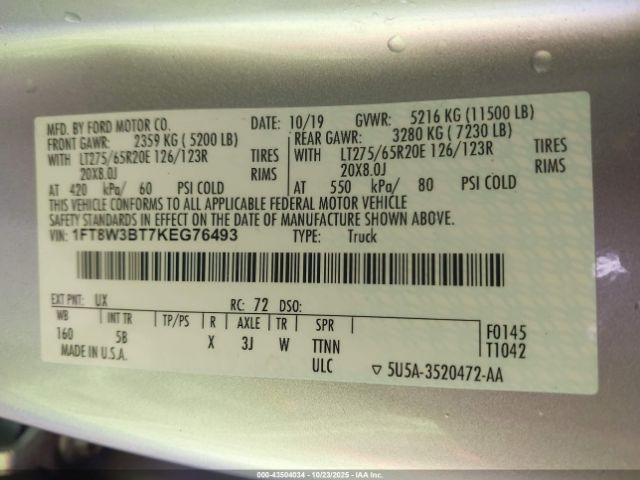 MFD. BY FORD MOTOR CO. DATE: 10/19 GVWR: 5216 KG (11500 LB)
FRONT GAWR: 2359 KG ( 5200 LB) REAR GAWR: 3280 KG ( 7230 LB)
WITH LT275/65R20E 126/123R TIRES WITH LT275/65R20E 126/123R TIRES
20X8.0J RIMS 20X8.0J RIMS
AT 420 kPa/ 60 PSI COLD AT 550 kPa/ 80 PSI COLD
THIS VEHICLE CONFORMS TO ALL APPLICABLE FEDERAL MOTOR VEHICLE
SAFETY STANDARDS IN EFFECT ON THE DATE OF MANUFACTURE SHOWN ABOVE.
VIN: 1FT8W3BT7KEG76493 TYPE: Truck
EXT PNT: UX RC: 72 DSO:
WB INT TR TP/PS R AXLE TR SPR F0145
160 5B X 3J W TTNN T1042
MADE IN U.S.A. ULC ▽ 5U5A-3520472-AA
000-43504034 - 10/23/2025 - IAAI, Inc.